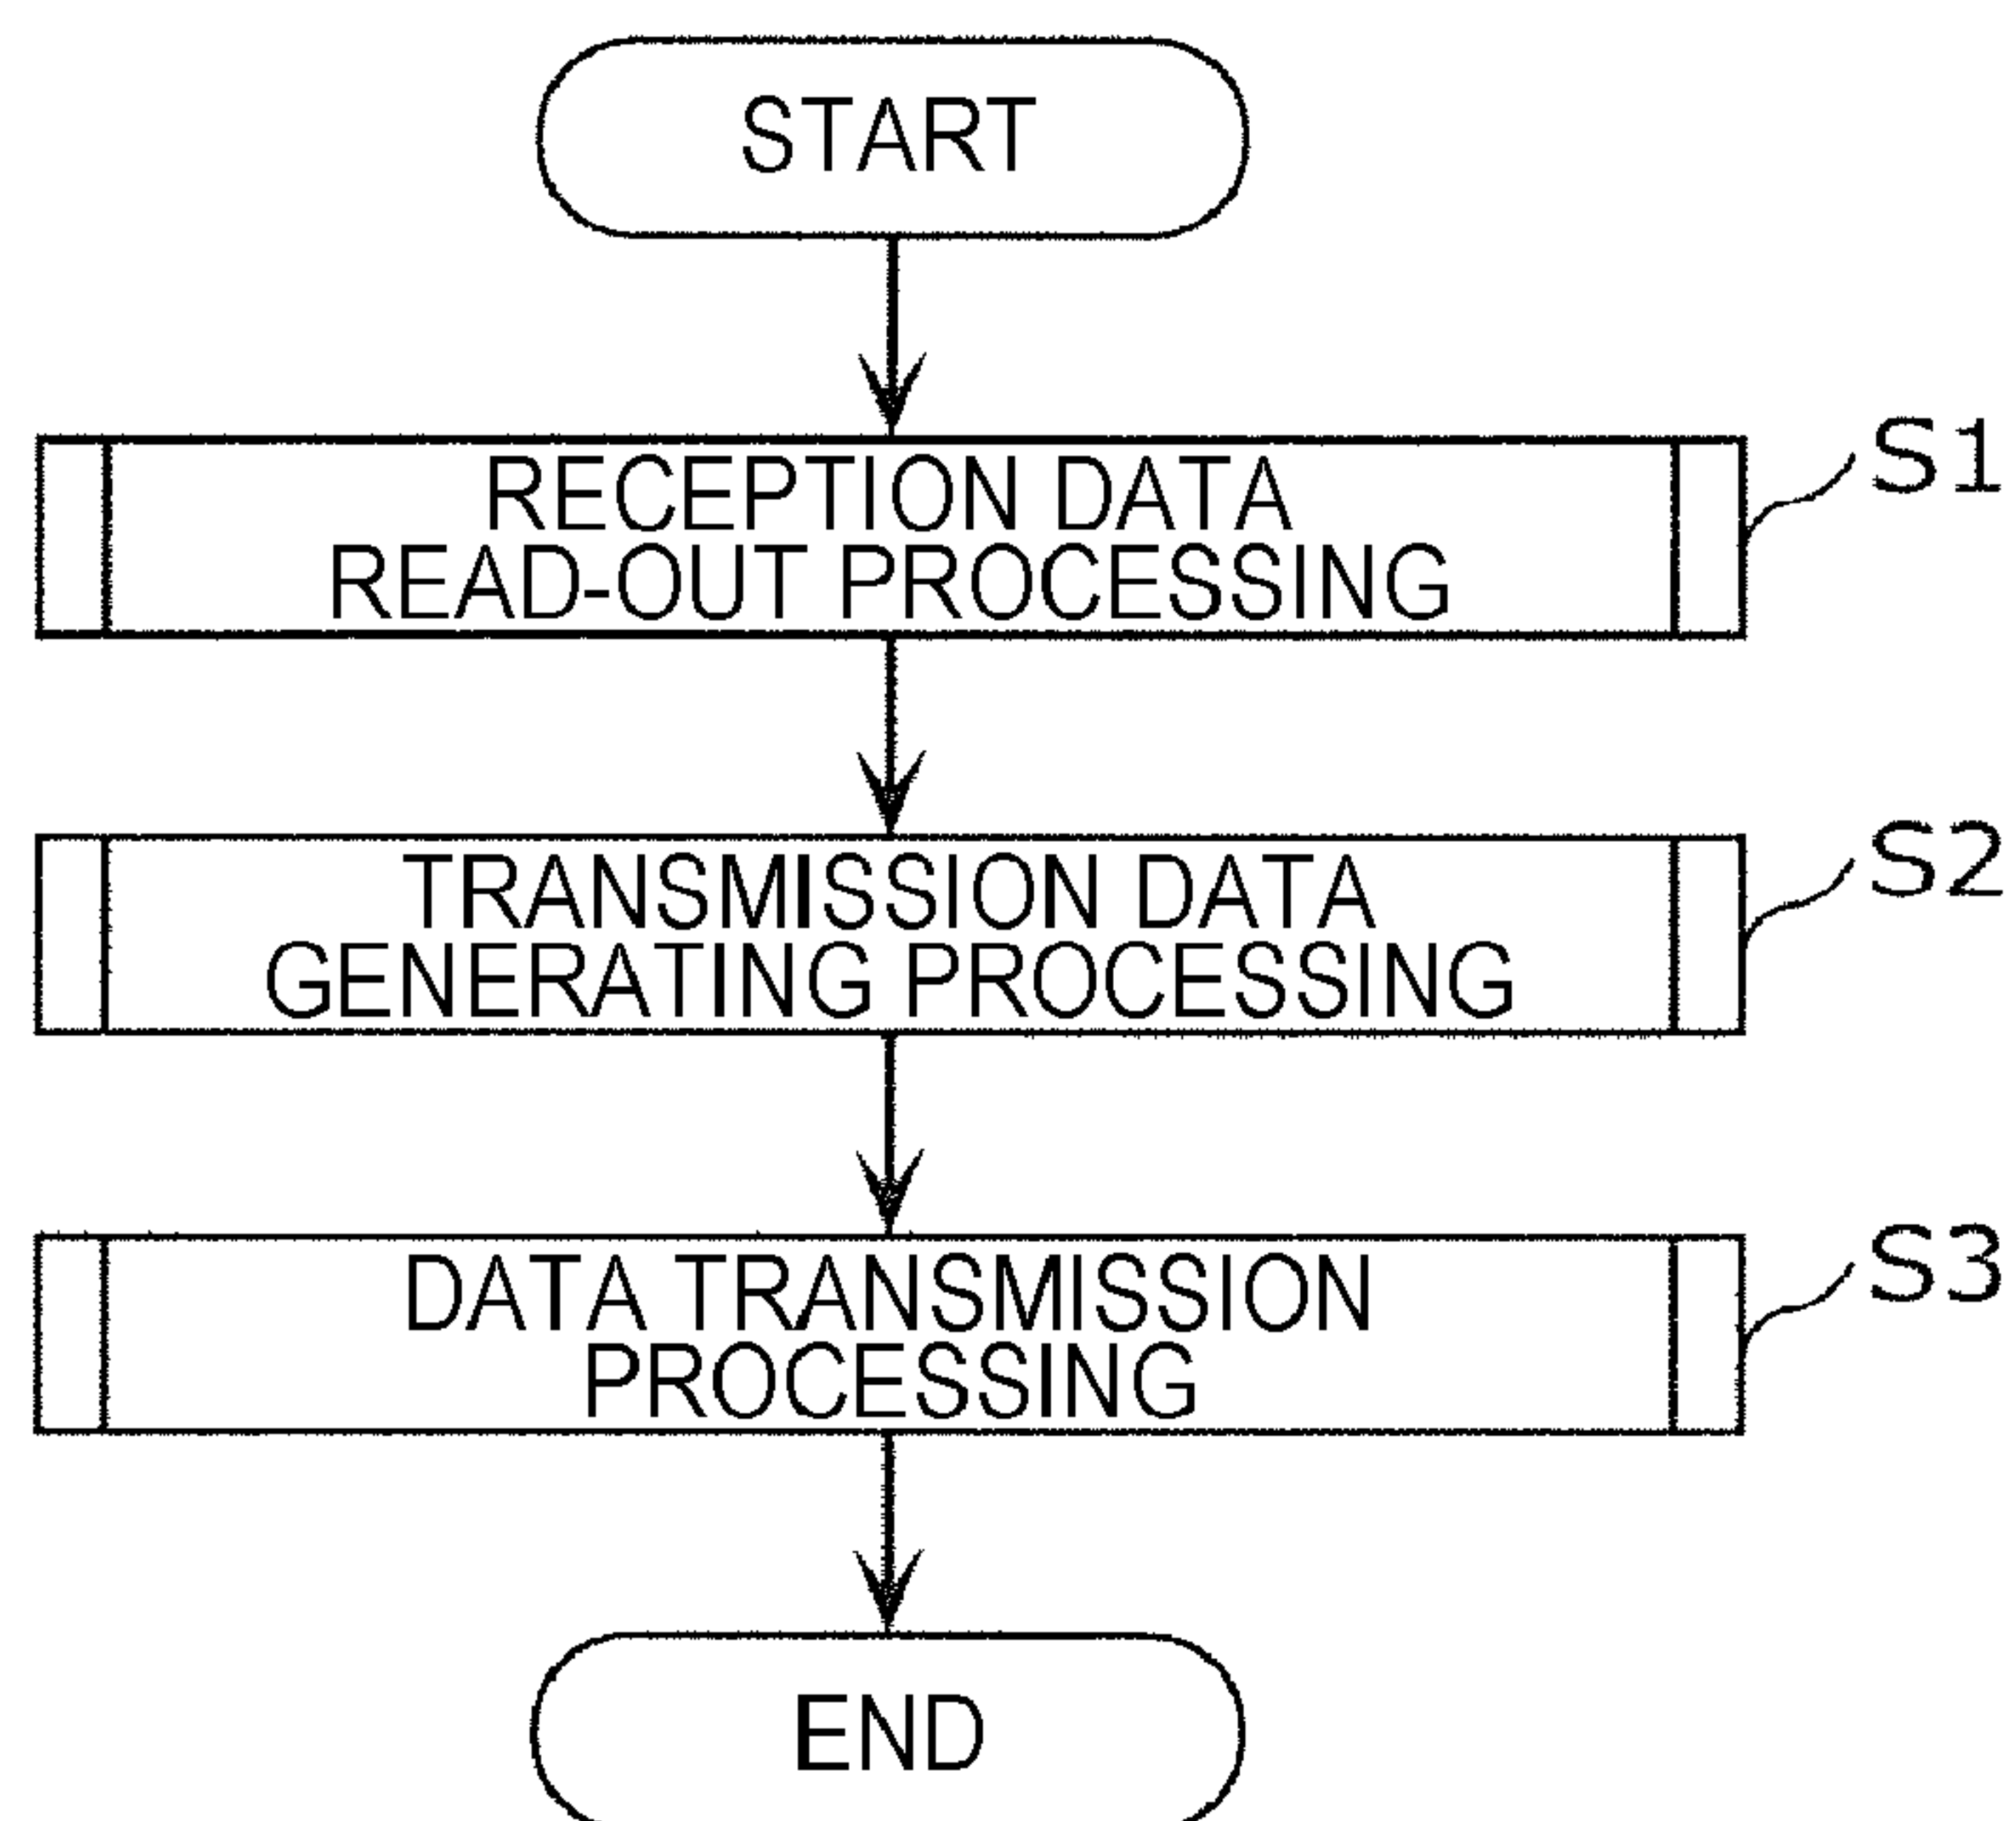 START
RECEPTION DATA
READ-OUT PROCESSING
S1
TRANSMISSION DATA
GENERATING PROCESSING
S2
DATA TRANSMISSION
PROCESSING
S3
END